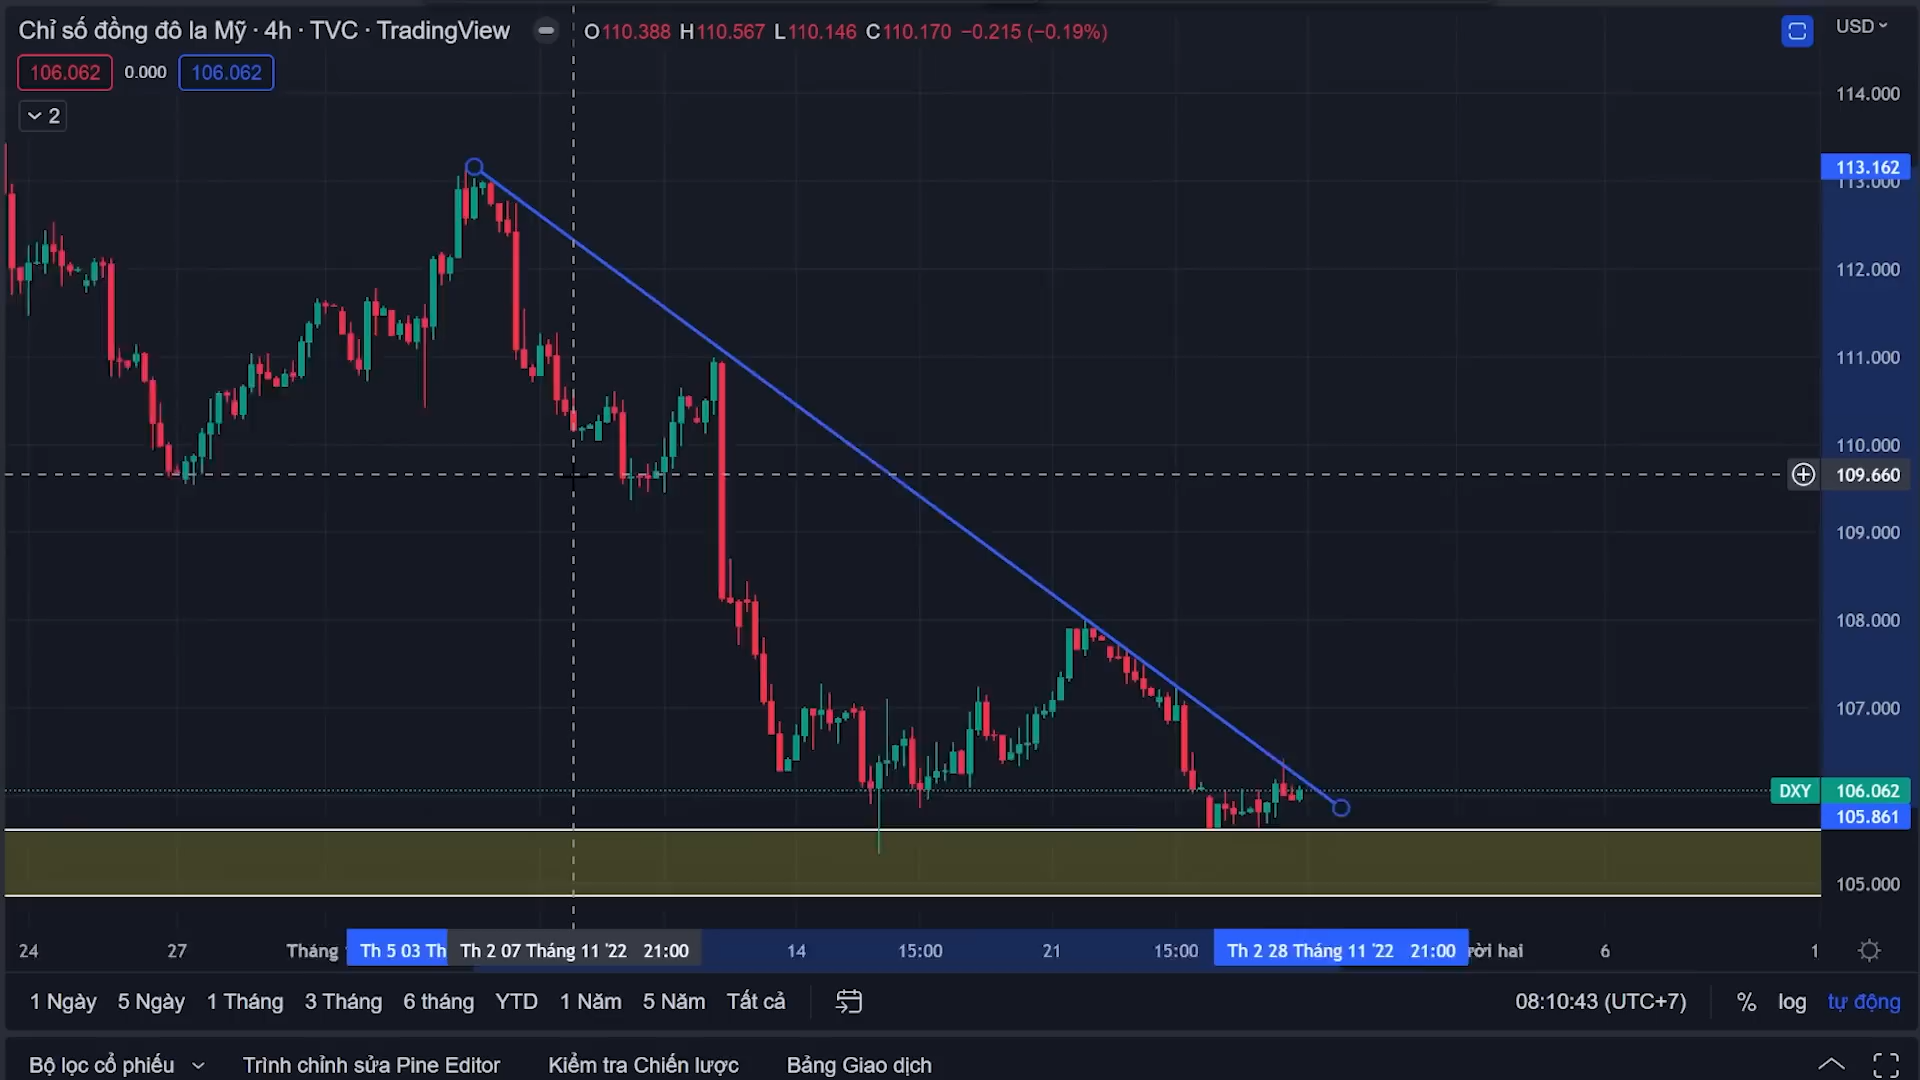 Chỉ số đồng đô la Mỹ · 4h · TVC · TradingView O110.388 H110.567 L110.146 C110.170 −0.215 (−0.19%) USD
106.062 0.000 106.062
2
114.000
113.162
113.000
112.000
111.000
110.000
109.660
109.000
108.000
107.000
DXY 106.062
105.861
105.000
24 27 Tháng Th 5 03 Th Th 2 07 Tháng 11 '22 21:00 14 15:00 21 15:00 Th 2 28 Tháng 11 '22 21:00 ời hai 6 1
1 Ngày 5 Ngày 1 Tháng 3 Tháng 6 tháng YTD 1 Năm 5 Năm Tất cả 08:10:43 (UTC+7) % log tự động
Bộ lọc cổ phiếu Trình chỉnh sửa Pine Editor Kiểm tra Chiến lược Bảng Giao dịch